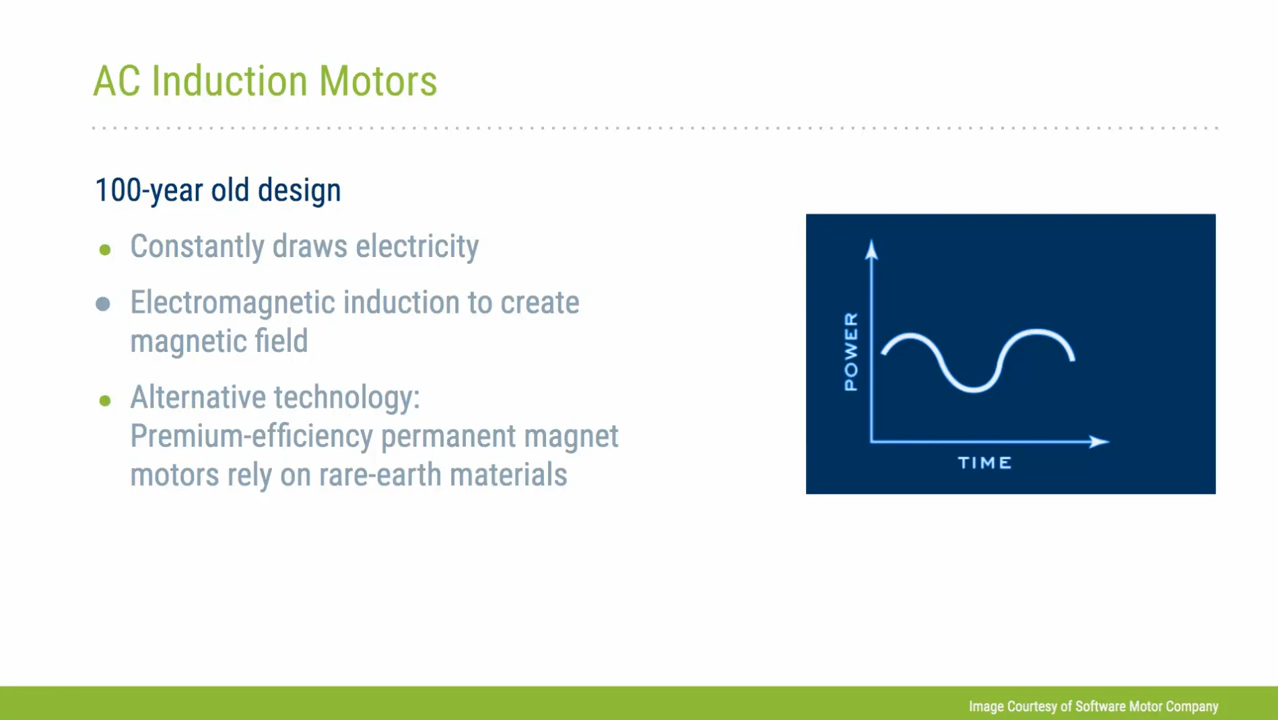 AC Induction Motors
100-year old design
Constantly draws electricity
Electromagnetic induction to create
magnetic field
Alternative technology:
Premium-efficiency permanent magnet
motors rely on rare-earth materials
POWER
TIME
Image Courtesy of Software Motor Company